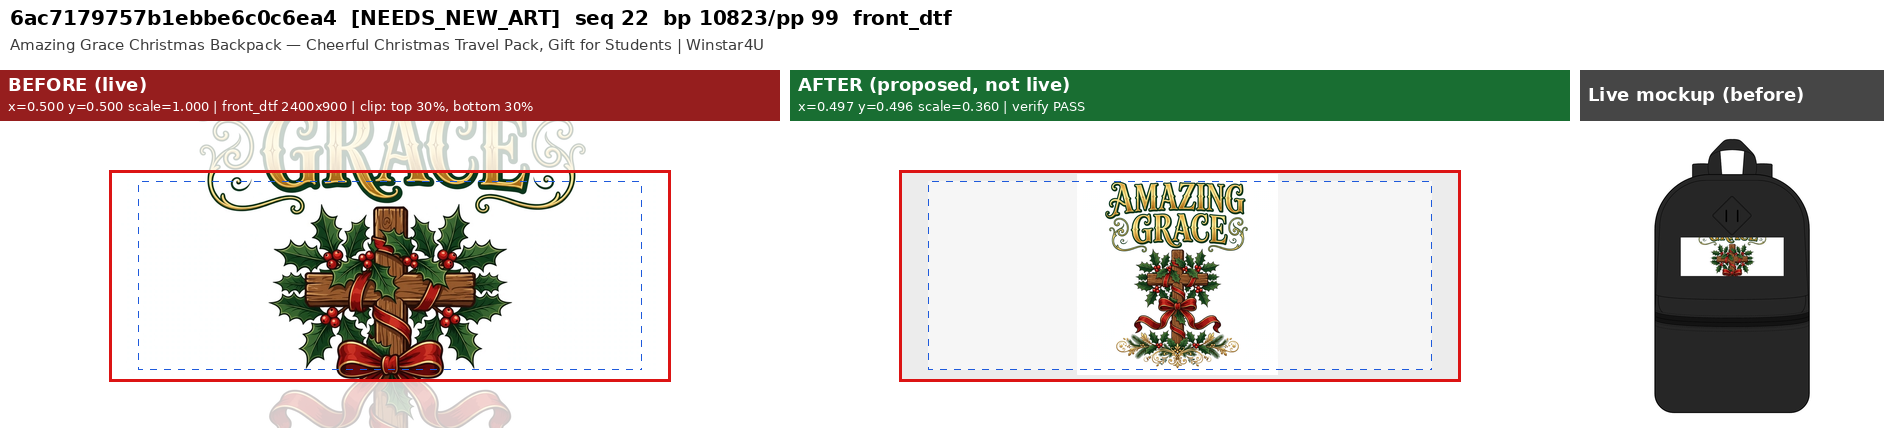 6ac7179757b1ebbe6c0c6ea4 [NEEDS_NEW_ART] seq 22 bp 10823/pp 99 front_dtf
Amazing Grace Christmas Backpack — Cheerful Christmas Travel Pack, Gift for Students | Winstar4U
BEFORE (live)
x=0.500 y=0.500 scale=1.000 | front_dtf 2400x900 | clip: top 30%, bottom 30%
GRACE
AFTER (proposed, not live)
x=0.497 y=0.496 scale=0.360 | verify PASS
AMAZING
GRACE
Live mockup (before)